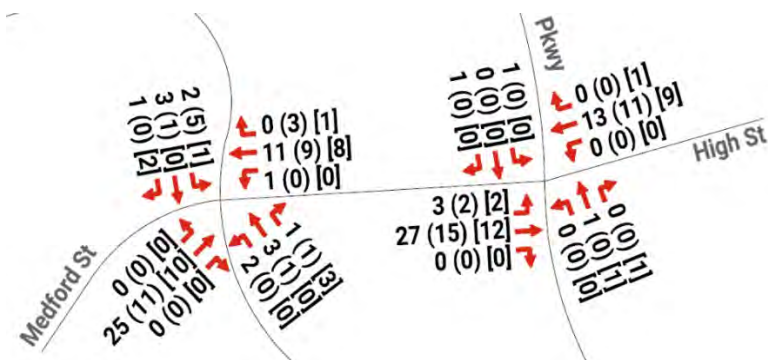 Pkwy
2 (5) [1]
3 (1) [0]
1 (0) [2]
0 (3) [1]
11 (9) [8]
1 (0) [0]
1 (0) [0]
0 (0) [0]
1 (0) [0]
0 (0) [1]
13 (11) [9]
0 (0) [0]
High St
Medford St
0 (0) [0]
25 (11) [10]
0 (0) [0]
1 (1) [3]
3 (1) [0]
2 (0) [0]
3 (2) [2]
27 (15) [12]
0 (0) [0]
0 (0) [1]
1 (0) [1]
0 (0) [0]